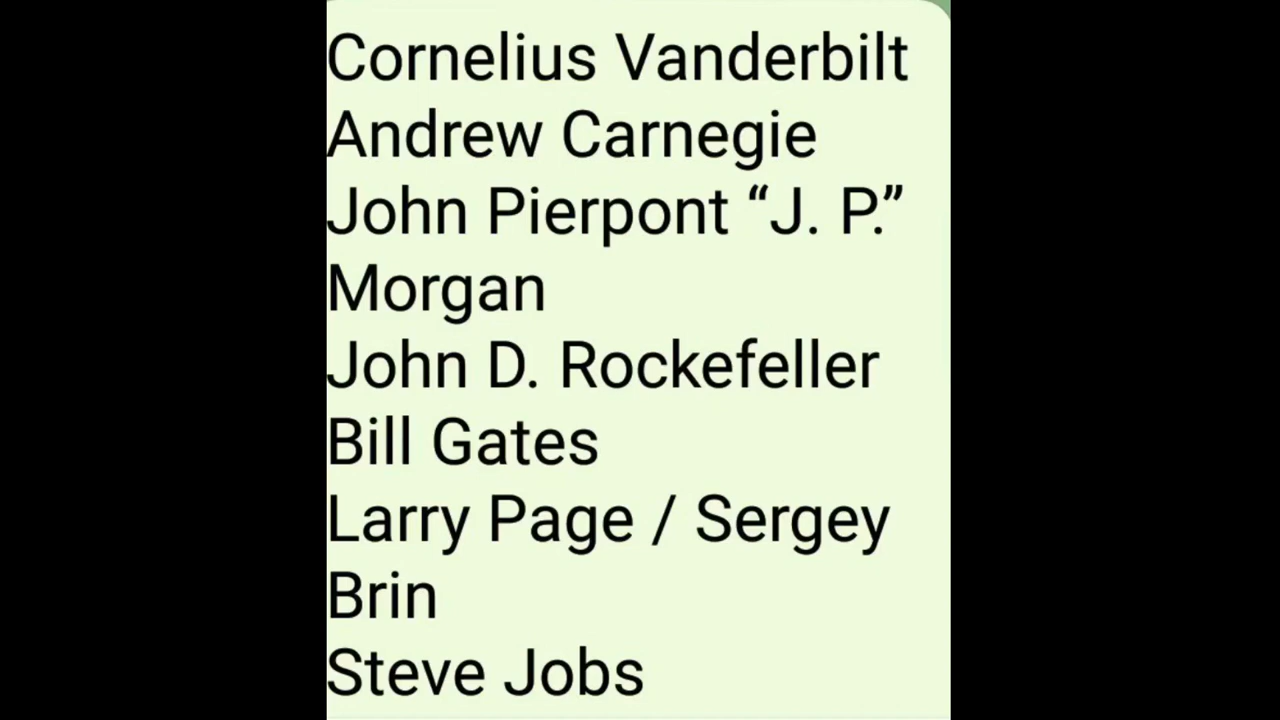 Cornelius Vanderbilt
Andrew Carnegie
John Pierpont “J. P.”
Morgan
John D. Rockefeller
Bill Gates
Larry Page / Sergey
Brin
Steve Jobs